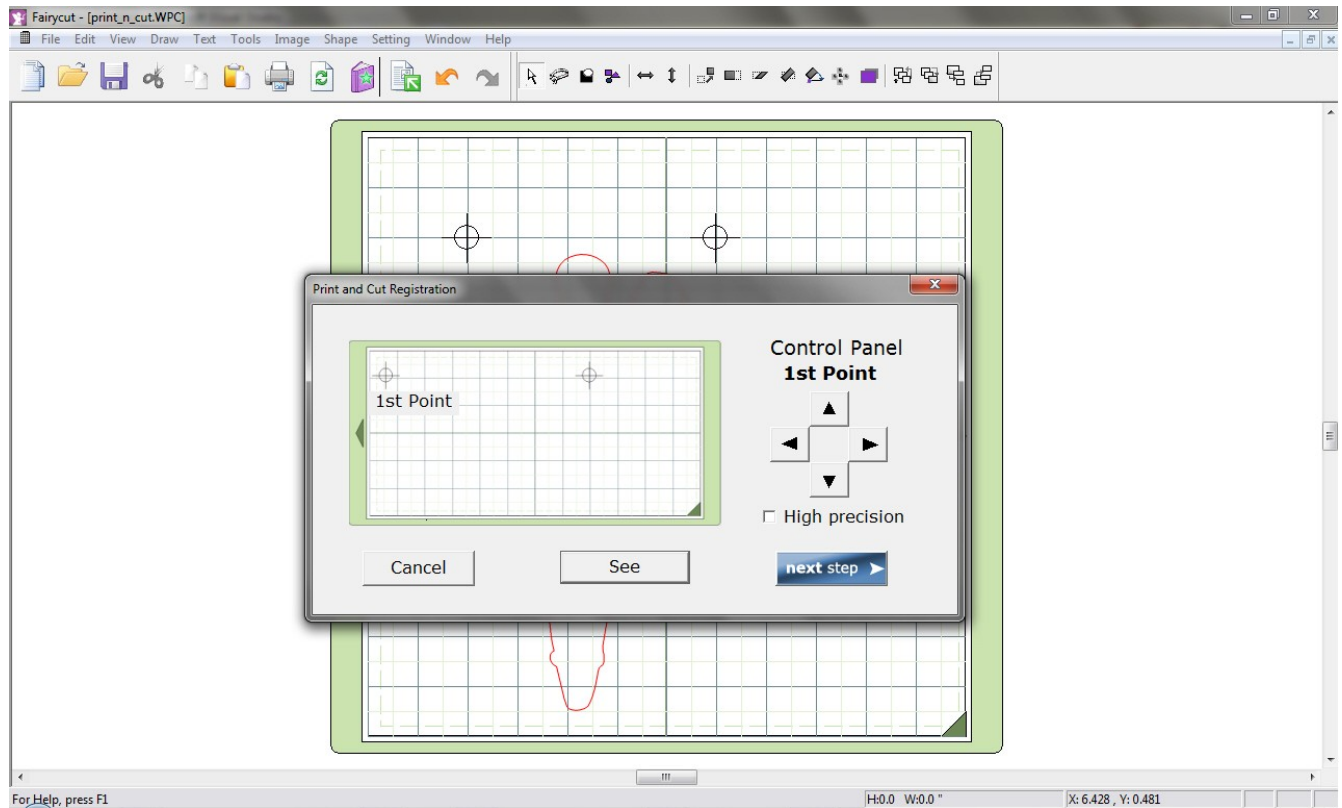 Fairycut - [print_n_cut.WPC]
File Edit View Draw Text Tools Image Shape Setting Window Help
Print and Cut Registration
1st Point
Control Panel
1st Point
High precision
Cancel See next step
For Help, press F1 H:0.0 W:0.0 " X: 6.428 , Y: 0.481